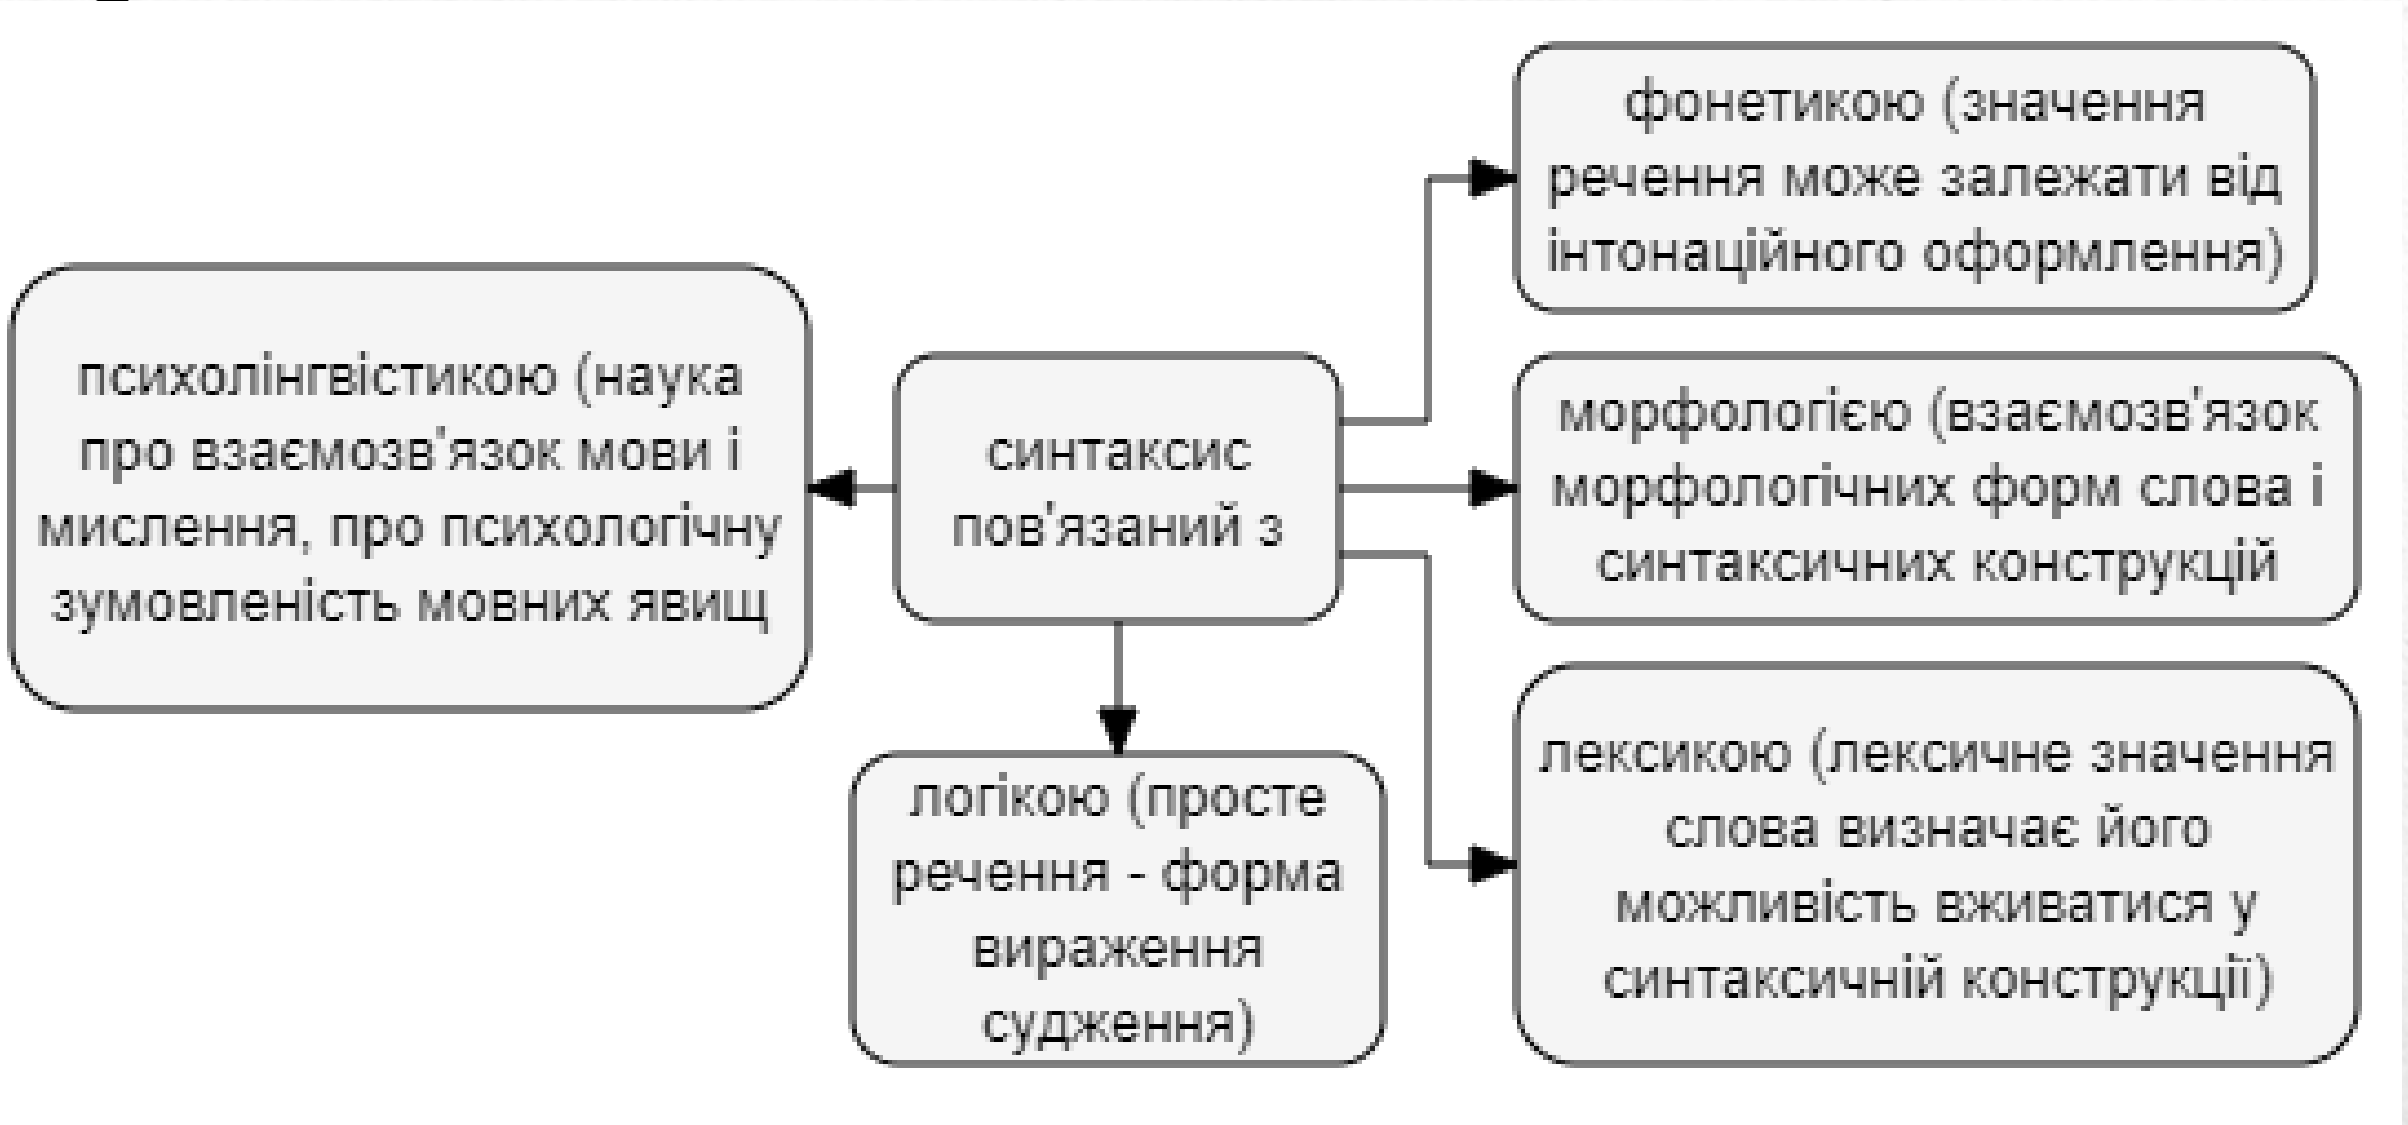 фонетикою (значення
речення може залежати від
інтонаційного оформлення)
психолінгвістикою (наука
про взаємозв'язок мови і
мислення, про психологічну
зумовленість мовних явищ
синтаксис
пов'язаний з
морфологією (взаємозв'язок
морфологічних форм слова і
синтаксичних конструкцій
логікою (просте
речення - форма
вираження
судження)
лексикою (лексичне значення
слова визначає його
можливість вживатися у
синтаксичній конструкції)